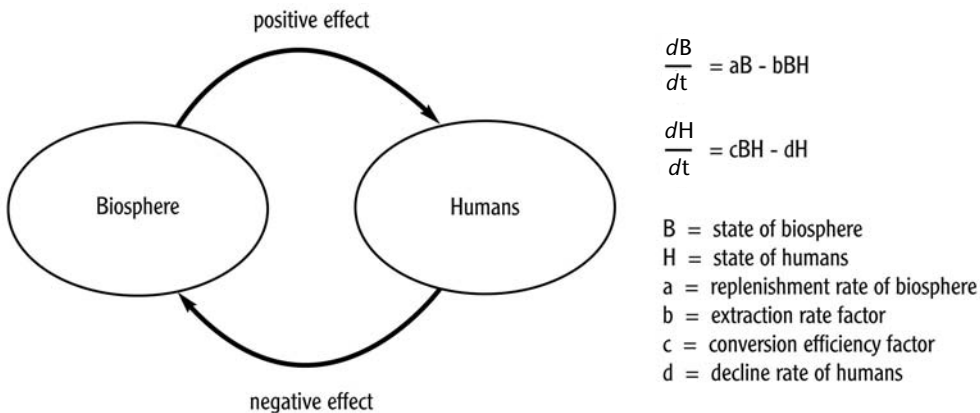 positive effect
Biosphere
Humans
negative effect
dB
dt
= aB - bBH
dH
dt
= cBH - dH
B = state of biosphere
H = state of humans
a = replenishment rate of biosphere
b = extraction rate factor
c = conversion efficiency factor
d = decline rate of humans